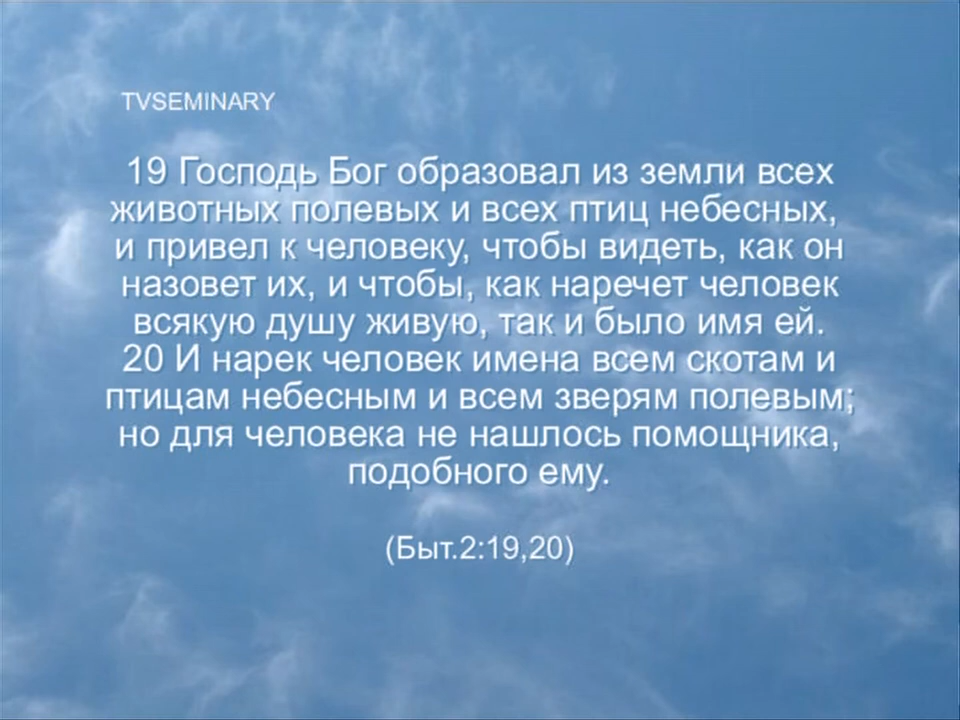 TVSEMINARY
19 Господь Бог образовал из земли всех
животных полевых и всех птиц небесных,
и привел к человеку, чтобы видеть, как он
назовет их, и чтобы, как наречет человек
всякую душу живую, так и было имя ей.
20 И нарек человек имена всем скотам и
птицам небесным и всем зверям полевым;
но для человека не нашлось помощника,
подобного ему.
(Быт.2:19,20)